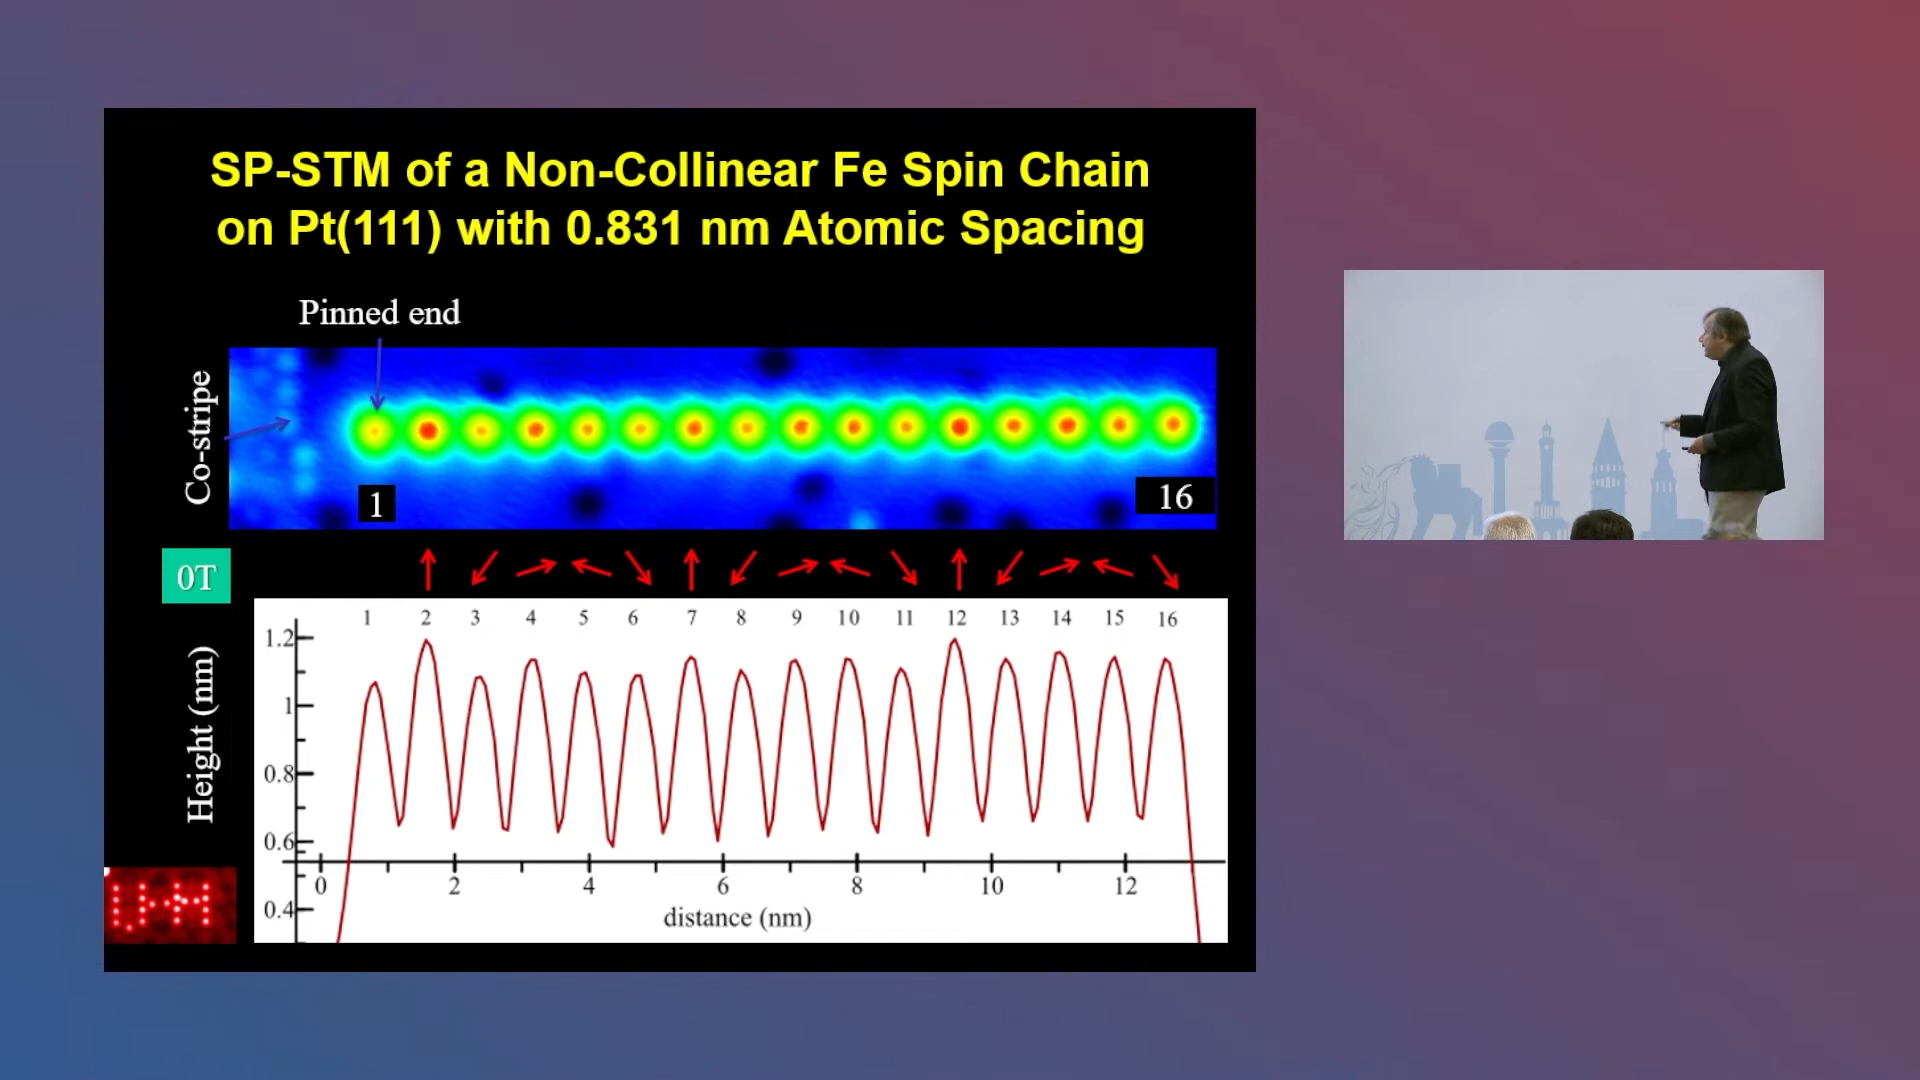 SP-STM of a Non-Collinear Fe Spin Chain
on Pt(111) with 0.831 nm Atomic Spacing
Pinned end
Co-stripe
1
16
0T
1 2 3 4 5 6 7 8 9 10 11 12 13 14 15 16
Height (nm)
1.2
1
0.8
0.6
0.4
0 2 4 6 8 10 12
distance (nm)